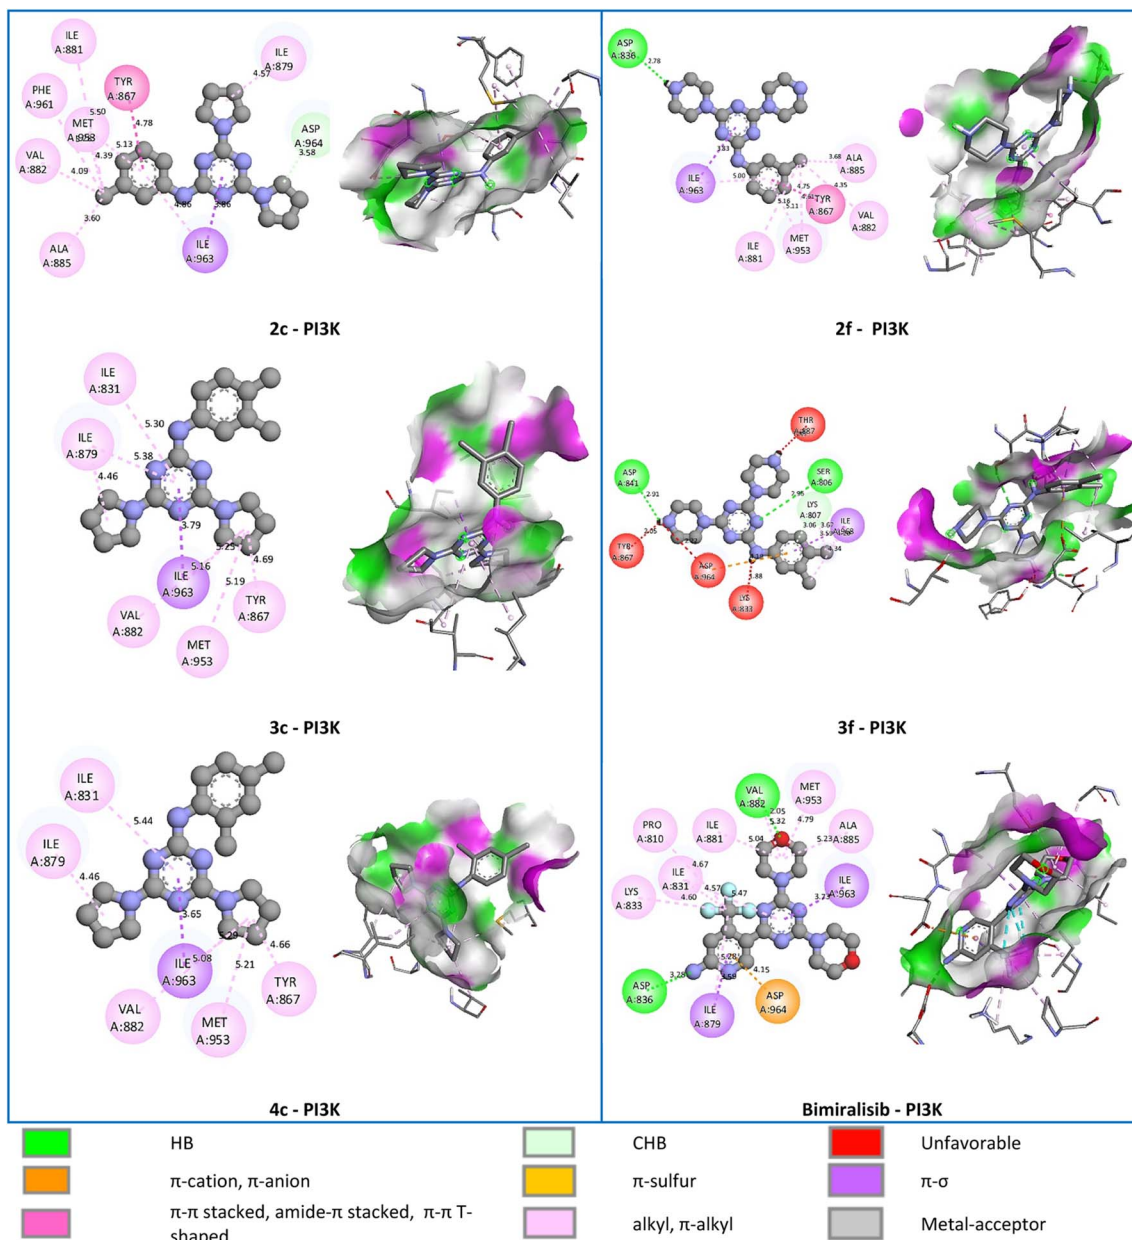 ILE
A:881
PHE
A:961
TYR
A:867
ILE
A:879
4.57
5.50
4.78
MET
A:953
ASP
A:964
3.58
5.13
4.39
VAL
A:882
4.09
4.86
3.86
3.60
ALA
A:885
ILE
A:963
2c - PI3K
ASP
A:836
2.78
ILE
A:963
5.00
3.68
ALA
A:885
4.75
4.35
TYR
A:867
5.16
5.11
VAL
A:882
ILE
A:881
MET
A:953
2f - PI3K
ILE
A:831
ILE
A:879
5.30
5.38
4.46
3.79
4.69
5.16
5.19
ILE
A:963
TYR
A:867
VAL
A:882
MET
A:953
3c - PI3K
THR
ASP
A:841
2.91
SER
A:806
LYS
A:807
3.06
3.67
ILE
4.34
TYR
A:867
ASP
A:964
LYS
A:833
3f - PI3K
ILE
A:831
ILE
A:879
5.44
4.46
3.65
4.66
5.08
5.21
ILE
A:963
TYR
A:867
VAL
A:882
MET
A:953
4c - PI3K
VAL
A:882
2.05
5.32
MET
A:953
4.79
PRO
A:810
ILE
A:881
5.04
5.23
ALA
A:885
4.67
LYS
A:833
ILE
A:831
4.57
4.60
5.47
ILE
A:963
3.73
4.15
3.28
ASP
A:836
ILE
A:879
ASP
A:964
Bimiralisib - PI3K
HB
CHB
Unfavorable
π-cation, π-anion
π-sulfur
π-σ
π-π stacked, amide-π stacked, π-π T-
shaped
alkyl, π-alkyl
Metal-acceptor